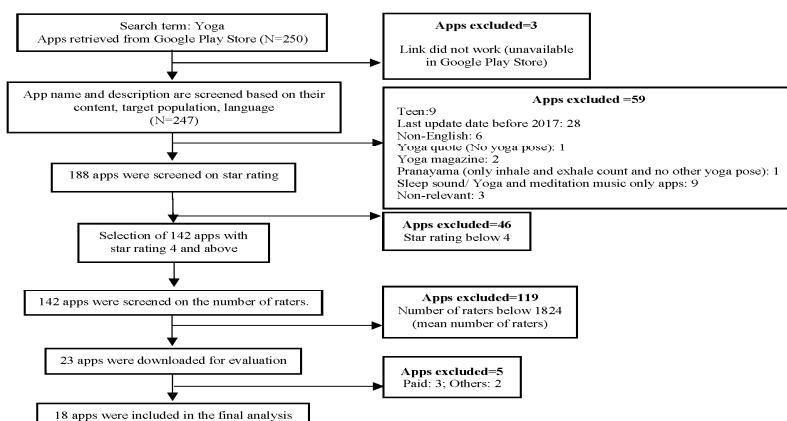 Search term: Yoga
Apps retrieved from Google Play Store (N=250)
Apps excluded=3
Link did not work (unavailable
in Google Play Store)
App name and description are screened based on their
content, target population, language
(N=247)
Apps excluded =59
Teen:9
Last update date before 2017: 28
Non-English: 6
Yoga quote (No yoga pose): 1
Yoga magazine: 2
Pranayama (only inhale and exhale count and no other yoga pose): 1
Sleep sound/ Yoga and meditation music only apps: 9
Non-relevant: 3
188 apps were screened on star rating
Apps excluded=46
Star rating below 4
Selection of 142 apps with
star rating 4 and above
142 apps were screened on the number of raters.
Apps excluded=119
Number of raters below 1824
(mean number of raters)
23 apps were downloaded for evaluation
Apps excluded=5
Paid: 3; Others: 2
18 apps were included in the final analysis